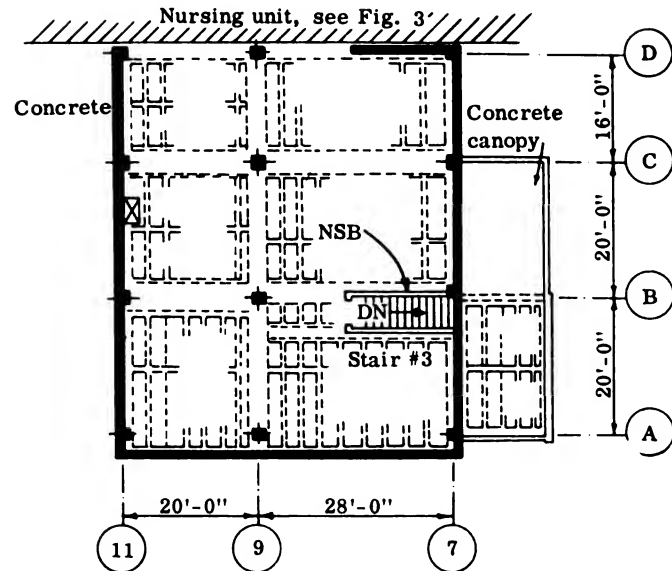 Nursing unit, see Fig. 3
D
Concrete
Concrete
canopy
16'-0"
C
20'-0"
NSB
B
DN
20'-0"
Stair #3
A
20'-0"
28'-0"
11
9
7